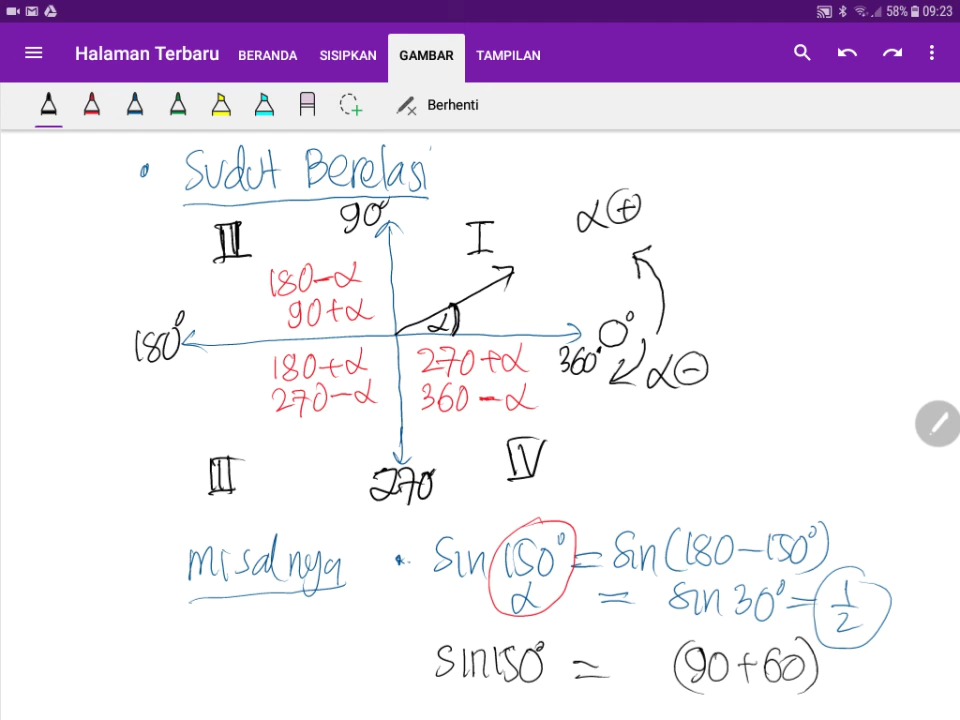 58% 09:23
Halaman Terbaru BERANDA SISIPKAN GAMBAR TAMPILAN
Berhenti
• Sudut Berelasi
90°
α(+)
II
I
180-α
90+α
α
180°
0°
360°
α(-)
180+α
270-α
270+α
360-α
III
270
IV
Misalnya • Sin 150° = Sin (180-150°)
α = Sin 30° = 1/2
Sin 150° = (90+60)